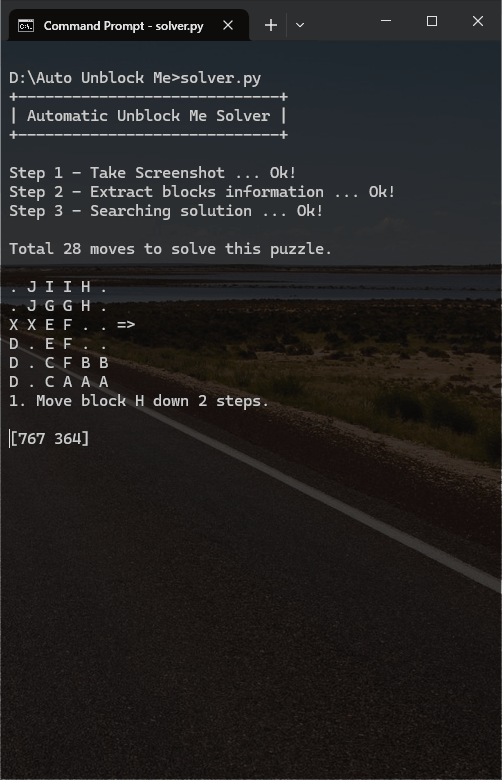 Command Prompt - solver.py
D:\Auto Unblock Me>solver.py
+----------------------------+
| Automatic Unblock Me Solver |
+----------------------------+
Step 1 - Take Screenshot ... Ok!
Step 2 - Extract blocks information ... Ok!
Step 3 - Searching solution ... Ok!
Total 28 moves to solve this puzzle.
. J I I H .
. J G G H .
X X E F . . =>
D . E F . .
D . C F B B
D . C A A A
1. Move block H down 2 steps.
[767 364]